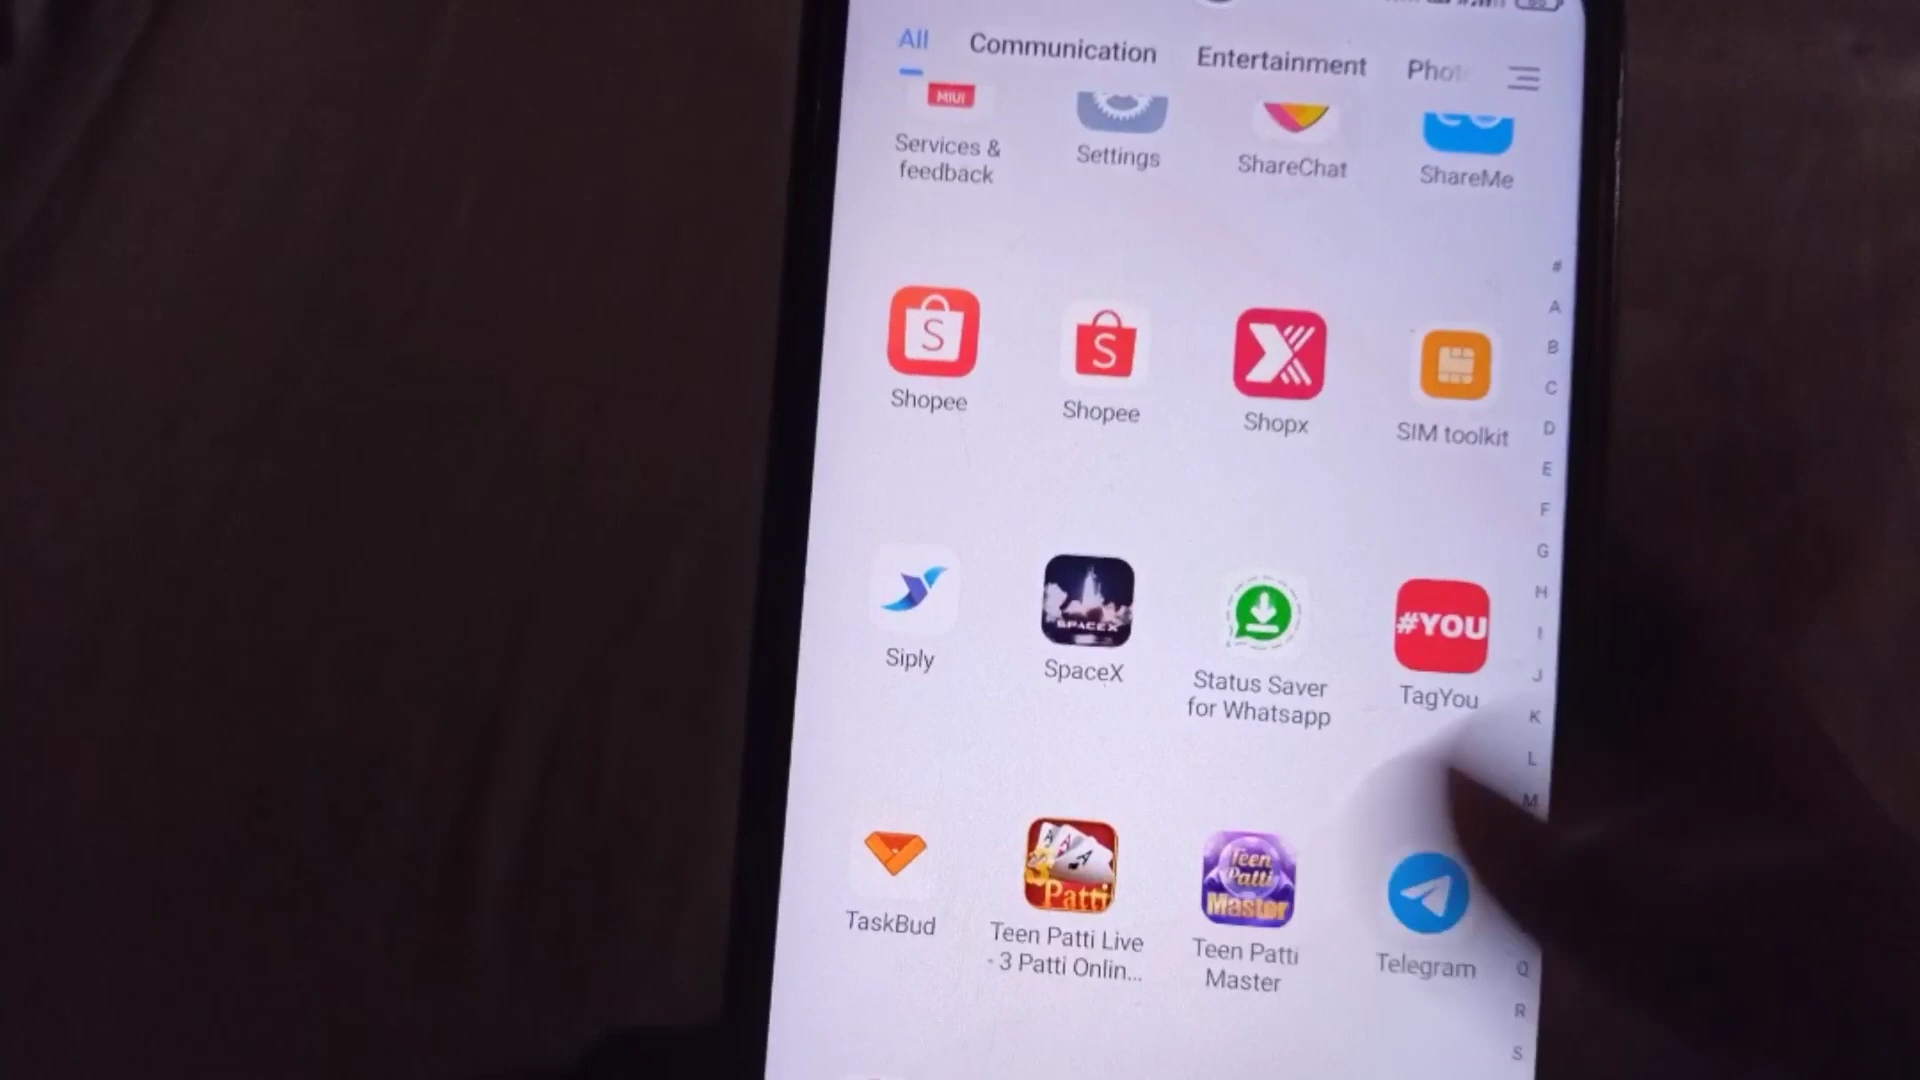 All Communication Entertainment Phot
MIUI
Services &
feedback
Settings
ShareChat
ShareMe
S
Shopee
S
Shopee
Shopx
SIM toolkit
Siply
SPACEX
SpaceX
Status Saver
for Whatsapp
#YOU
TagYou
TaskBud
A A A
3
Patti
Teen Patti Live
- 3 Patti Onlin...
Teen
Patti
Master
Teen Patti
Master
Telegram
#
A
B
C
D
E
F
G
H
I
J
K
L
M
Q
R
S